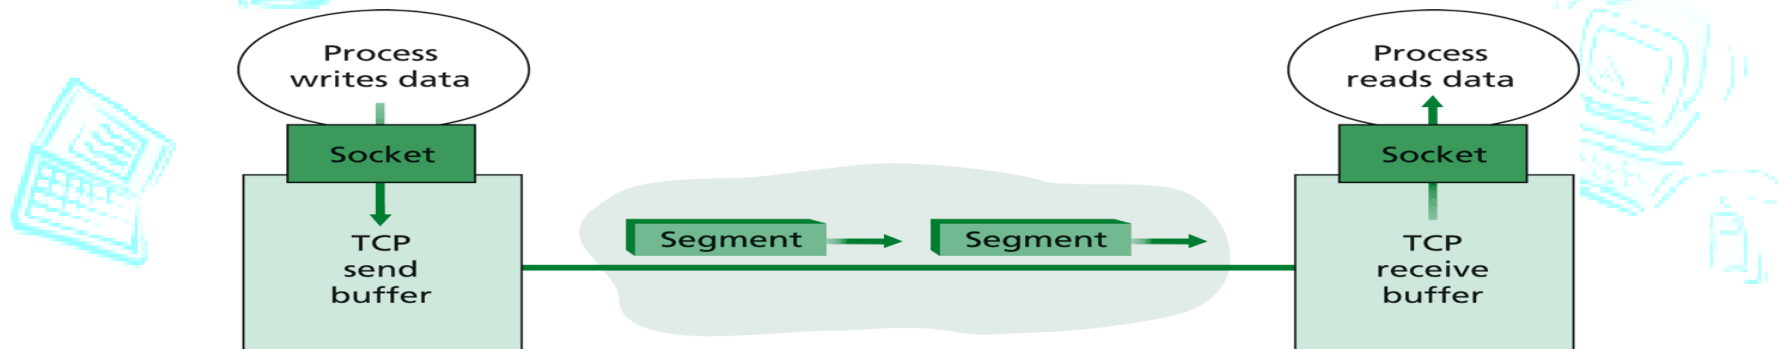 Process
writes data
Socket
TCP
send
buffer
Segment
Segment
Process
reads data
Socket
TCP
receive
buffer